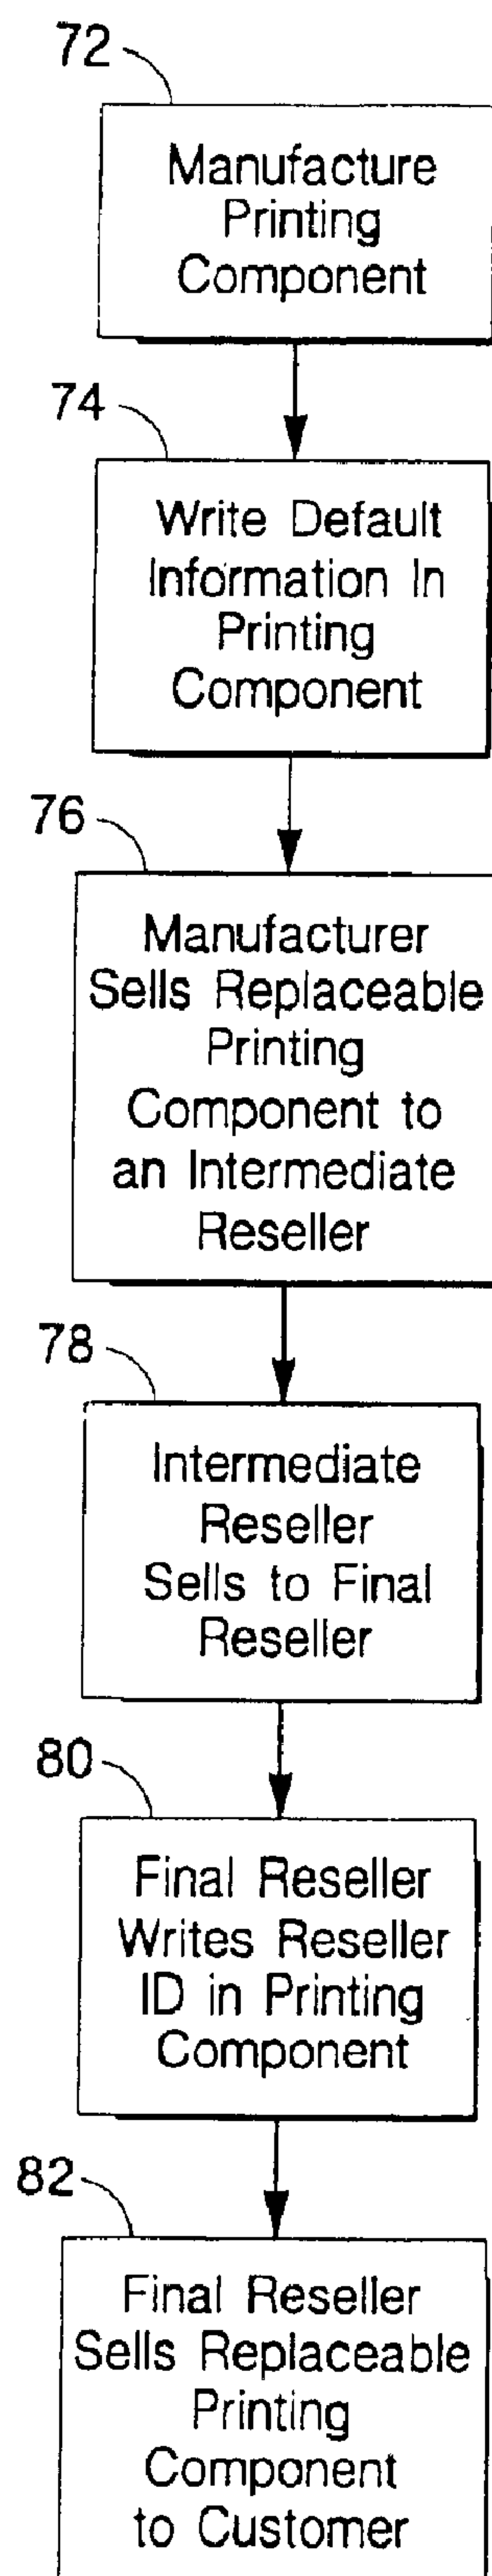 72
Manufacture
Printing
Component
74
Write Default
Information In
Printing
Component
76
Manufacturer
Sells Replaceable
Printing
Component to
an Intermediate
Reseller
78
Intermediate
Reseller
Sells to Final
Reseller
80
Final Reseller
Writes Reseller
ID in Printing
Component
82
Final Reseller
Sells Replaceable
Printing
Component
to Customer